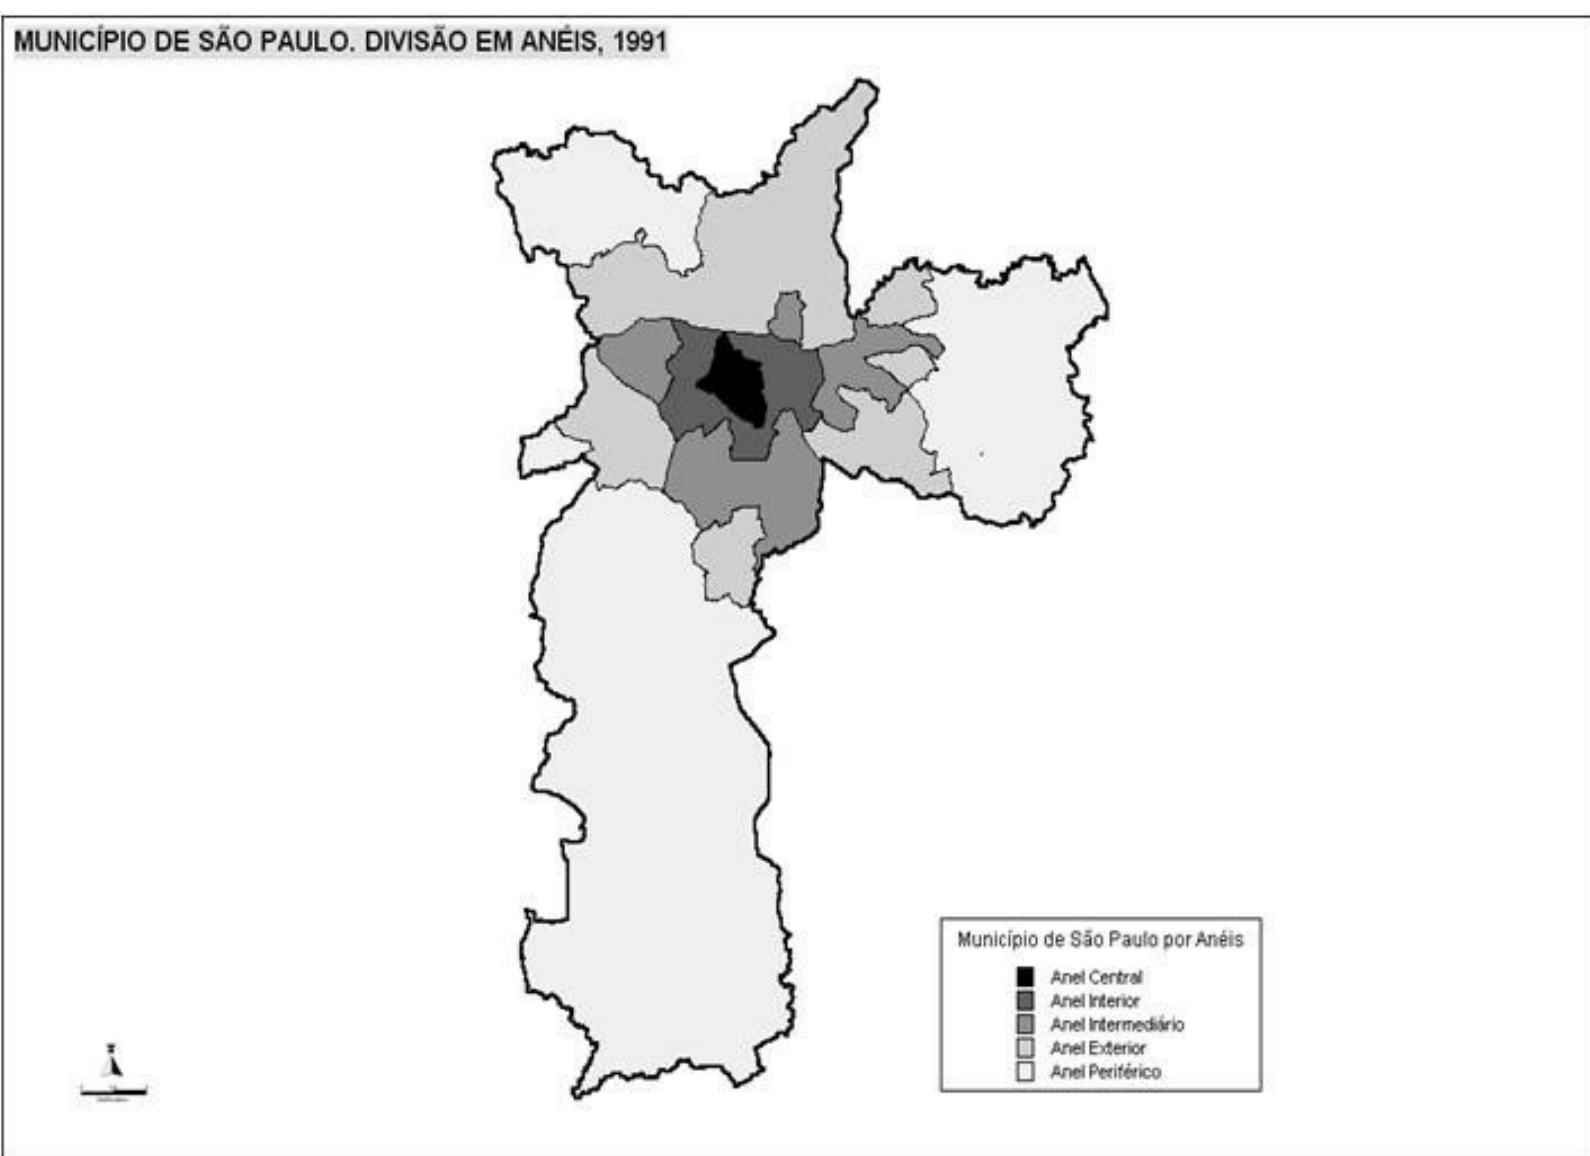 MUNICÍPIO DE SÃO PAULO. DIVISÃO EM ANÉIS, 1991
Município de São Paulo por Anéis
Anel Central
Anel Interior
Anel Intermediário
Anel Exterior
Anel Periférico